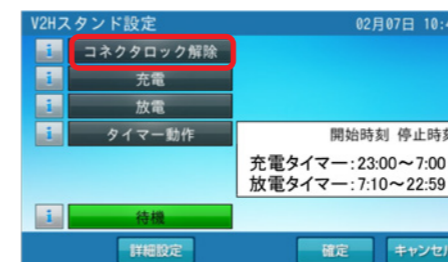 V2Hスタンド設定 02月07日 10:4
i コネクタロック解除
i 充電
i 放電
i タイマー動作
開始時刻 停止時刻
充電タイマー：23:00～7:00
放電タイマー：7:10～22:59
i 待機
詳細設定 確定 キャンセル